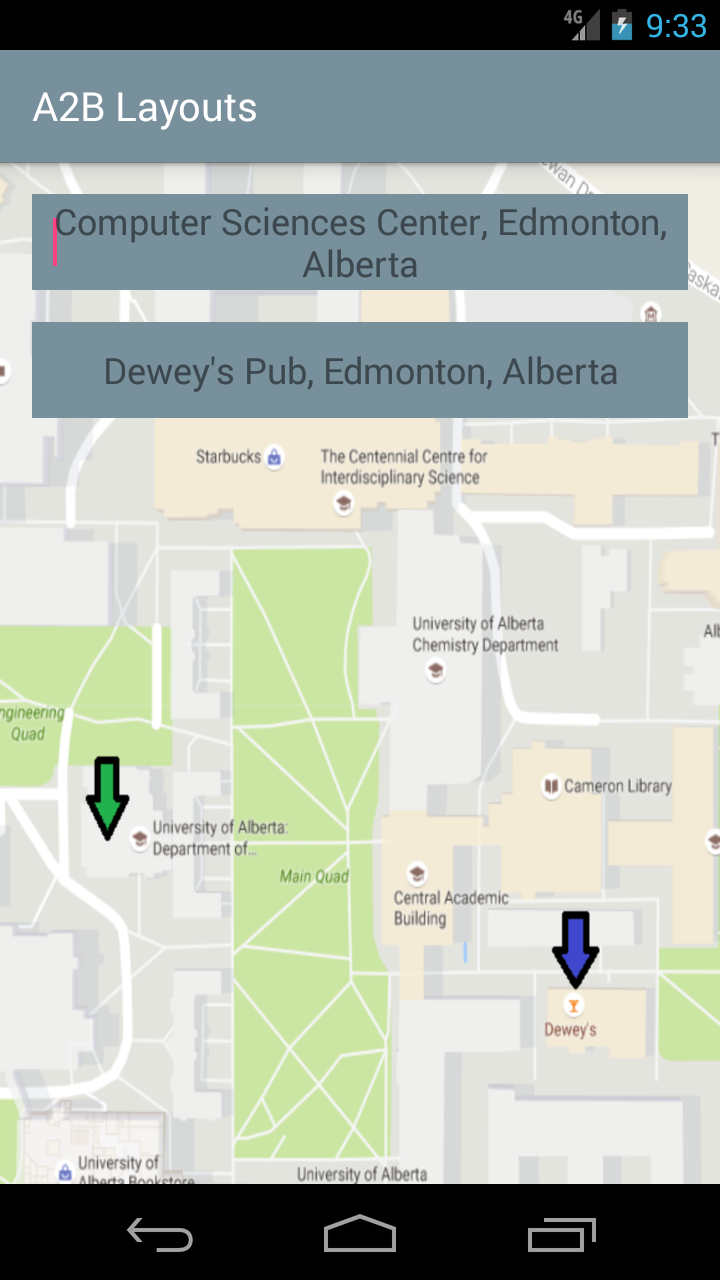 4G 9:33
A2B Layouts
Computer Sciences Center, Edmonton,
Alberta
Dewey's Pub, Edmonton, Alberta
Starbucks
The Centennial Centre for
Interdisciplinary Science
University of Alberta
Chemistry Department
ngineering
Quad
Cameron Library
University of Alberta:
Department of...
Main Quad
Central Academic
Building
Dewey's
University of
Alberta Bookstore
University of Alberta